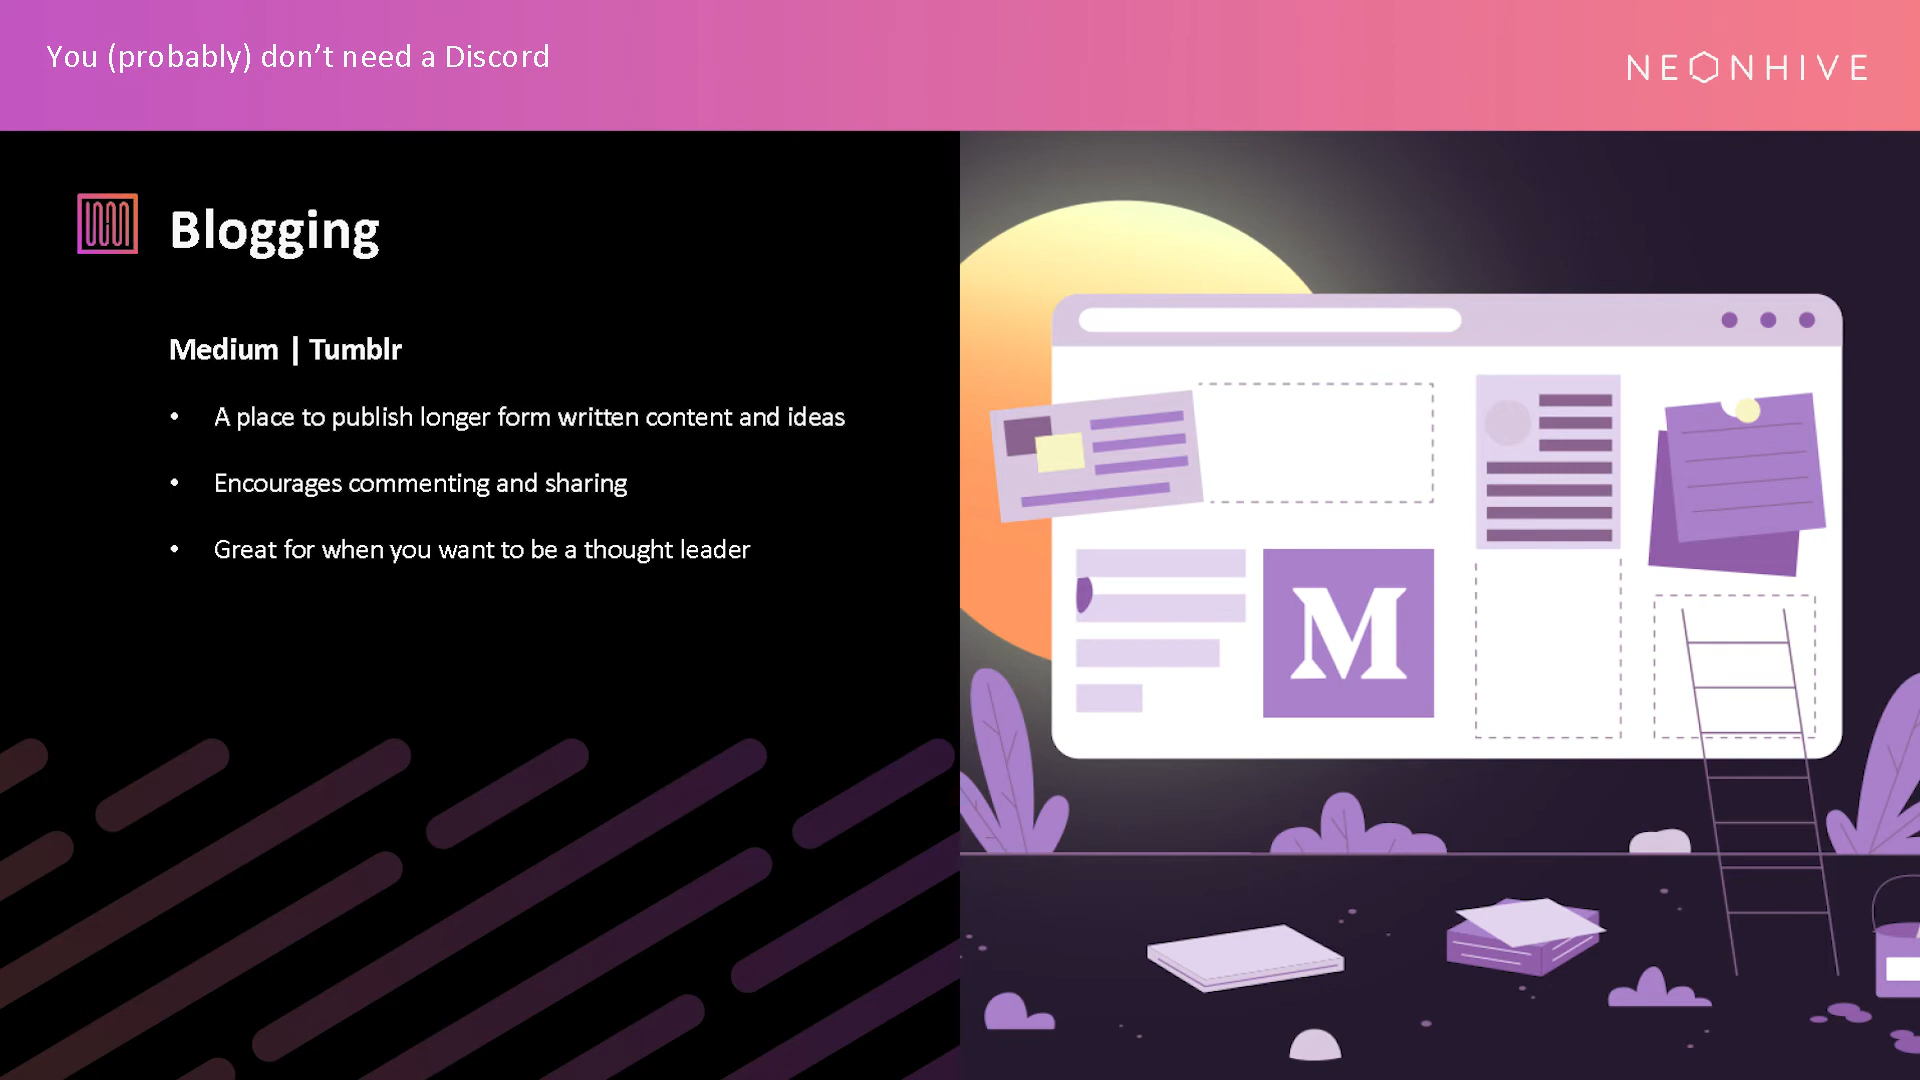 You (probably) don’t need a Discord
NEONHIVE
Blogging
Medium | Tumblr
• A place to publish longer form written content and ideas
• Encourages commenting and sharing
• Great for when you want to be a thought leader
M